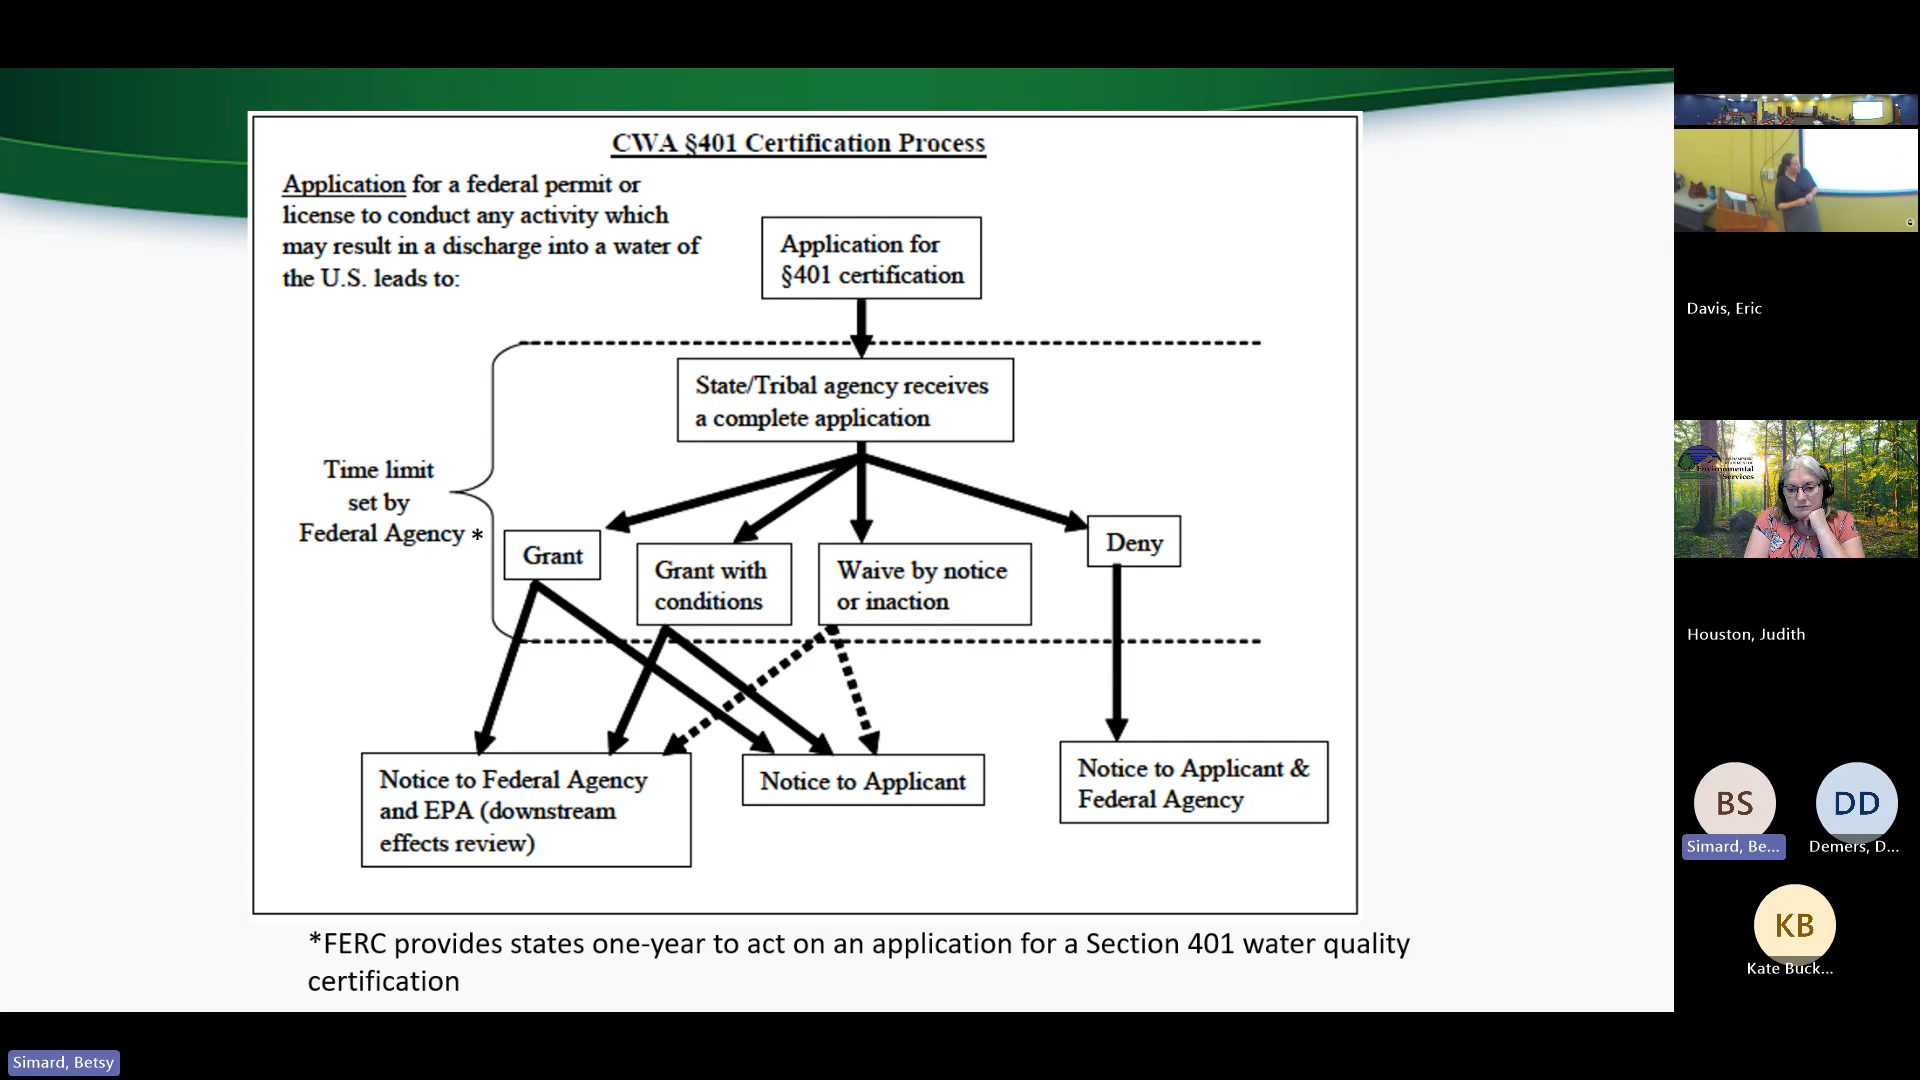 CWA §401 Certification Process
Application for a federal permit or
license to conduct any activity which
may result in a discharge into a water of
the U.S. leads to:
Application for
§401 certification
State/Tribal agency receives
a complete application
Time limit
set by
Federal Agency *
Grant
Grant with
conditions
Waive by notice
or inaction
Deny
Notice to Federal Agency
and EPA (downstream
effects review)
Notice to Applicant
Notice to Applicant &
Federal Agency
*FERC provides states one-year to act on an application for a Section 401 water quality
certification
Davis, Eric
Environmental
Services
Houston, Judith
BS
Simard, Be...
DD
Demers, D...
KB
Kate Buck...
Simard, Betsy